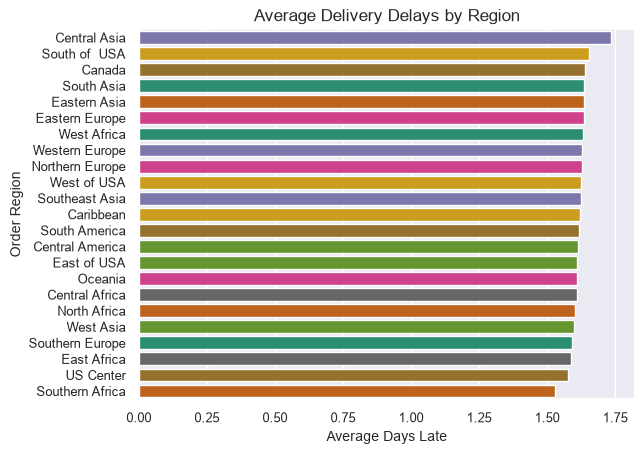 Average Delivery Delays by Region
Order Region
Central Asia
South of  USA
Canada
South Asia
Eastern Asia
Eastern Europe
West Africa
Western Europe
Northern Europe
West of USA
Southeast Asia
Caribbean
South America
Central America
East of USA
Oceania
Central Africa
North Africa
West Asia
Southern Europe
East Africa
US Center
Southern Africa
0.00 0.25 0.50 0.75 1.00 1.25 1.50 1.75
Average Days Late